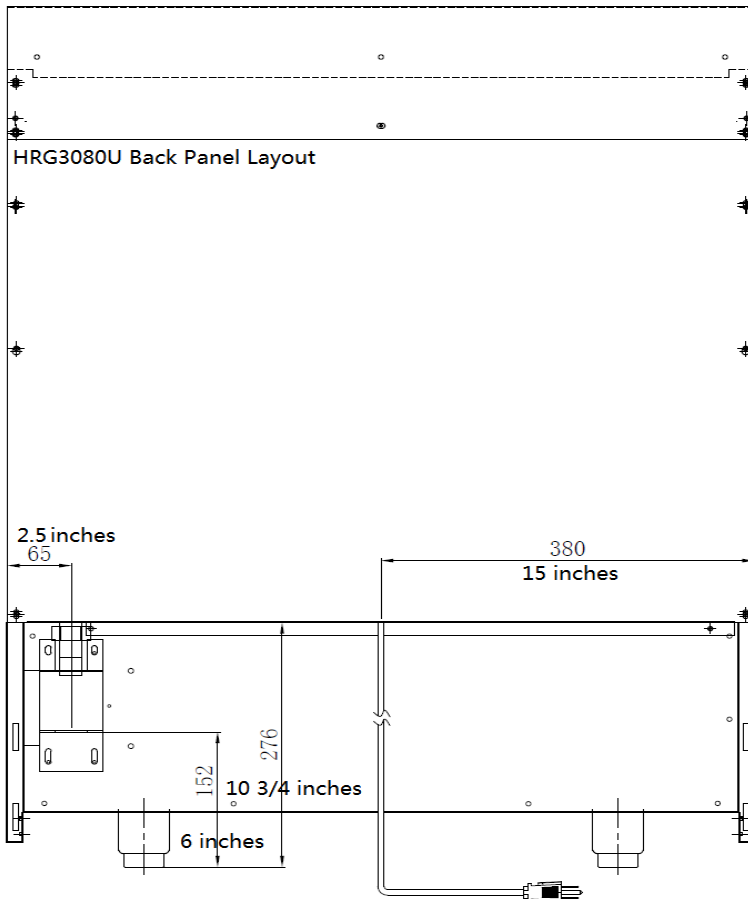 HRG3080U Back Panel Layout
2.5 inches
65
380
15 inches
276
152
10 3/4 inches
6 inches